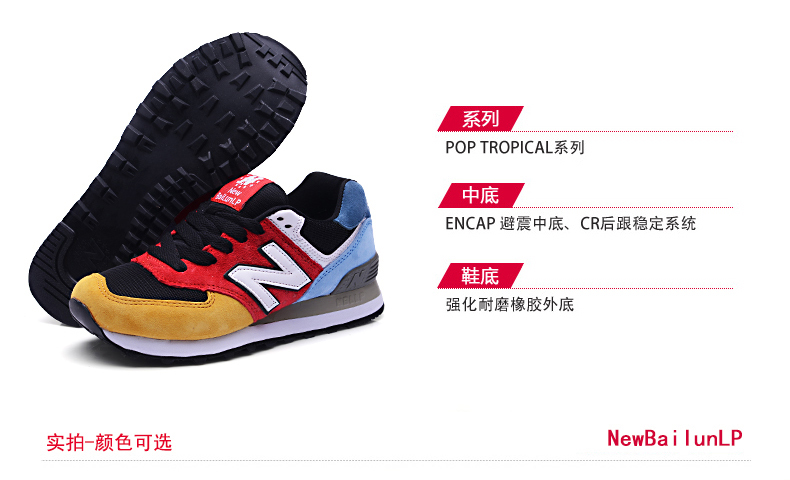 New
BaiLunLP
N
系列
POP TROPICAL系列
中底
ENCAP 避震中底、CR后跟稳定系统
鞋底
强化耐磨橡胶外底
实拍-颜色可选
NewBailunLP